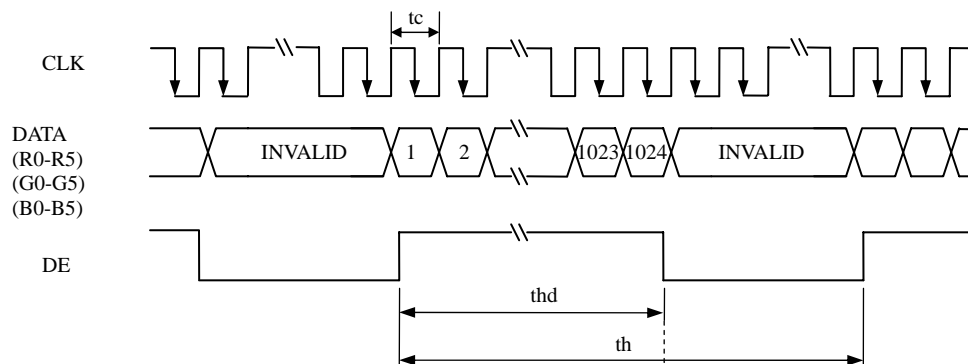 tc
CLK
DATA
(R0-R5)
(G0-G5)
(B0-B5)
INVALID 1 2 1023 1024 INVALID
DE
thd
th